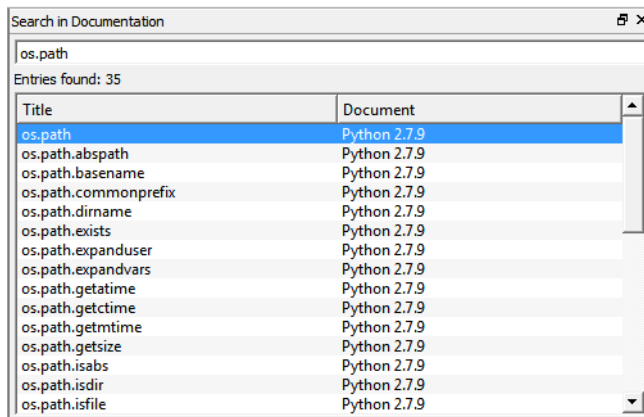 Search in Documentation
os.path
Entries found: 35
Title Document
os.path Python 2.7.9
os.path.abspath Python 2.7.9
os.path.basename Python 2.7.9
os.path.commonprefix Python 2.7.9
os.path.dirname Python 2.7.9
os.path.exists Python 2.7.9
os.path.expanduser Python 2.7.9
os.path.expandvars Python 2.7.9
os.path.getatime Python 2.7.9
os.path.getctime Python 2.7.9
os.path.getmtime Python 2.7.9
os.path.getsize Python 2.7.9
os.path.isabs Python 2.7.9
os.path.isdir Python 2.7.9
os.path.isfile Python 2.7.9